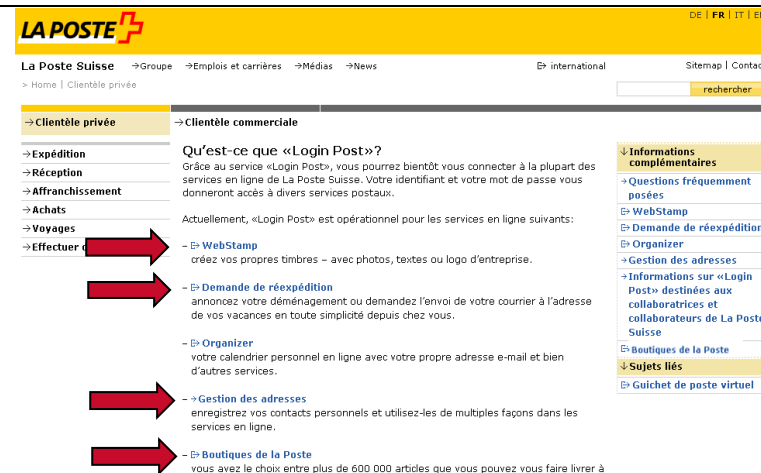 DE | FR | IT |
LA POSTE
La Poste Suisse →Groupe →Emplois et carrières →Médias →News international Sitemap |
> Home | Clientèle privée
rechercher
→Clientèle privée →Clientèle commerciale
→Expédition
→Réception
→Affranchissement
→Achats
→Voyages
→Effectuer
Qu'est-ce que «Login Post»?
Grâce au service «Login Post», vous pourrez bientôt vous connecter à la plupart des
services en ligne de La Poste Suisse. Votre identifiant et votre mot de passe vous
donneront accès à divers services postaux.
Actuellement, «Login Post» est opérationnel pour les services en ligne suivants:
– WebStamp
créez vos propres timbres – avec photos, textes ou logo d'entreprise.
– Demande de réexpédition
annoncez votre déménagement ou demandez l'envoi de votre courrier à l'adresse
de vos vacances en toute simplicité depuis chez vous.
– Organizer
votre calendrier personnel en ligne avec votre propre adresse e-mail et bien
d'autres services.
– →Gestion des adresses
enregistrez vos contacts personnels et utilisez-les de multiples façons dans les
services en ligne.
– Boutiques de la Poste
vous avez le choix entre plus de 600 000 articles que vous pouvez vous faire livrer à
↓Informations
complémentaires
→Questions fréquemment
posées
WebStamp
Demande de réexpédition
Organizer
→Gestion des adresses
→Informations sur «Login
Post» destinées aux
collaboratrices et
collaborateurs de La Poste
Suisse
Boutiques de la Poste
↓Sujets liés
Guichet de poste virtuel